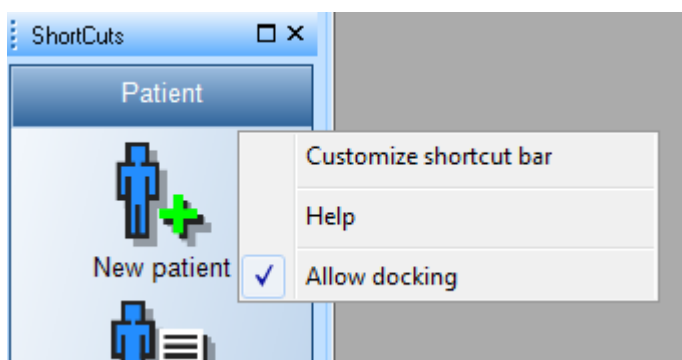 ShortCuts
Patient
New patient
Customize shortcut bar
Help
Allow docking